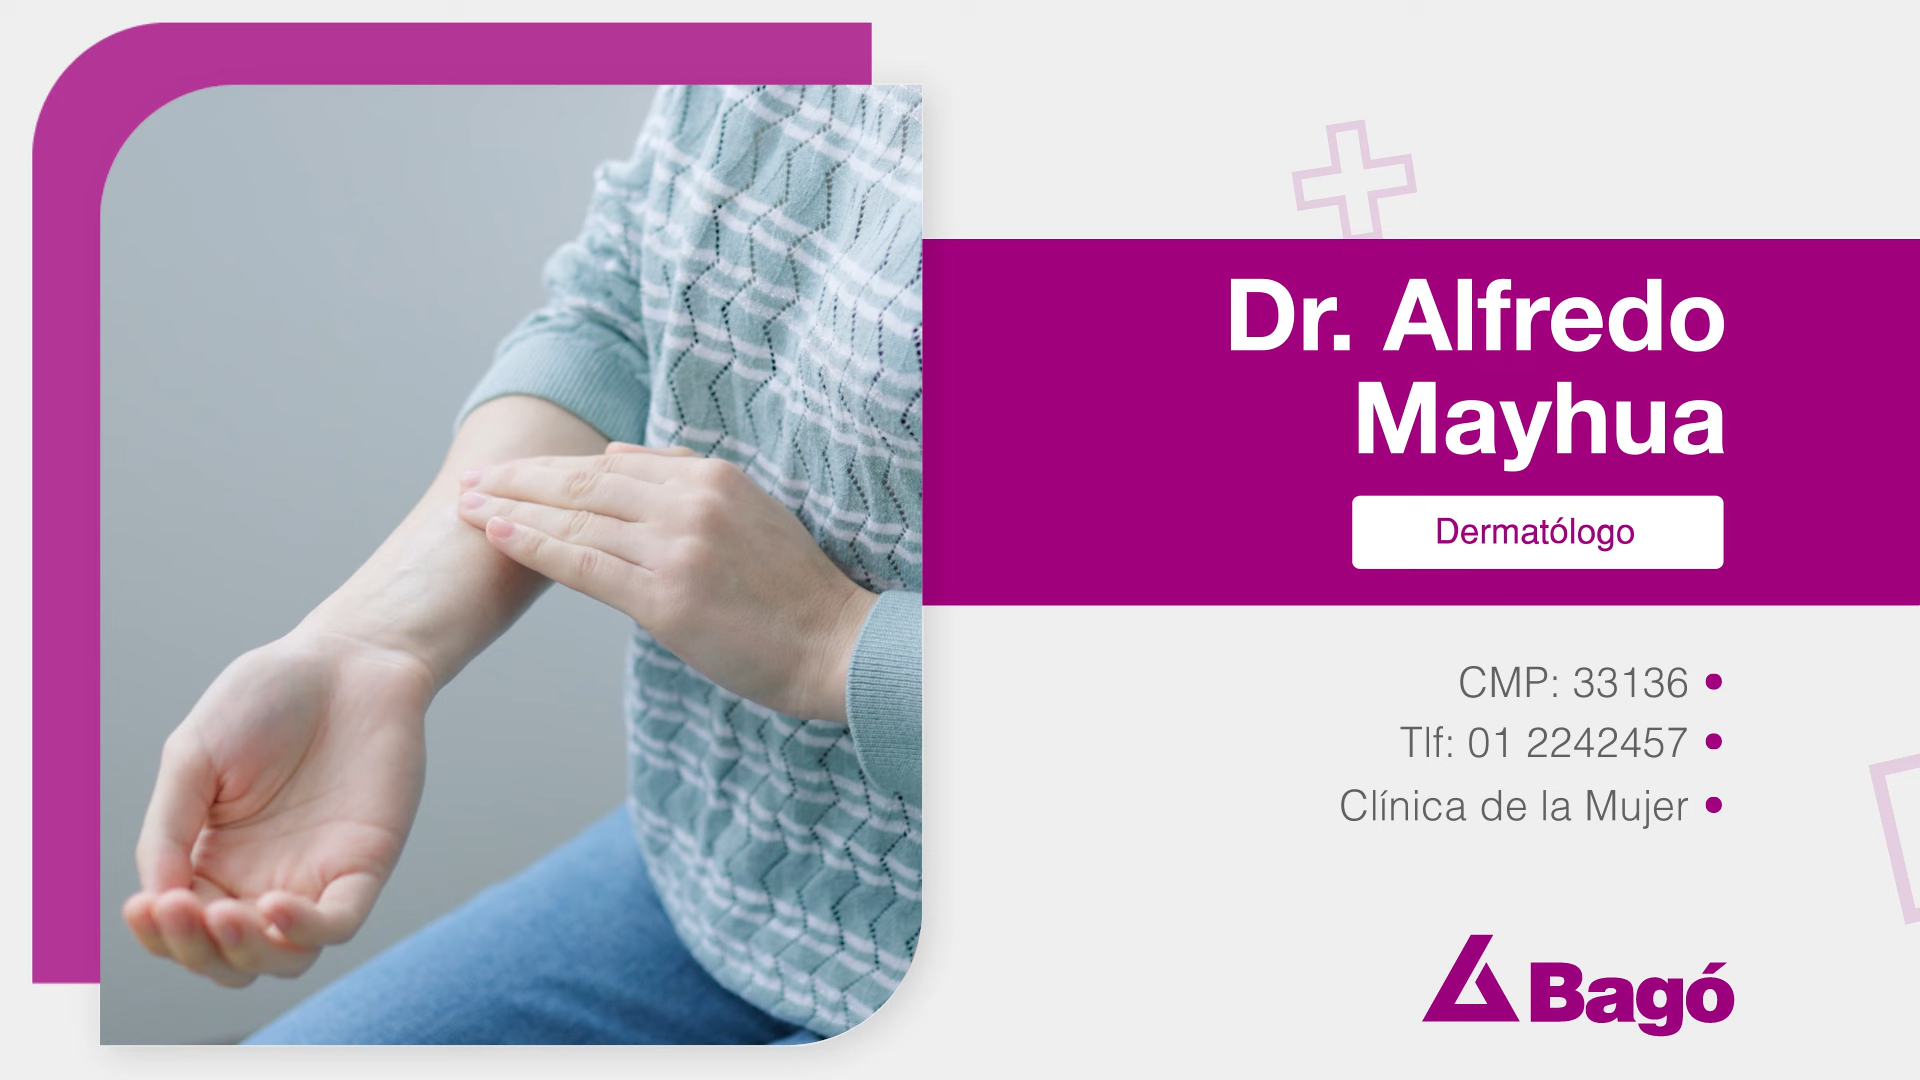 Dr. Alfredo
Mayhua
Dermatólogo
CMP: 33136
Tlf: 01 2242457
Clínica de la Mujer
Bagó